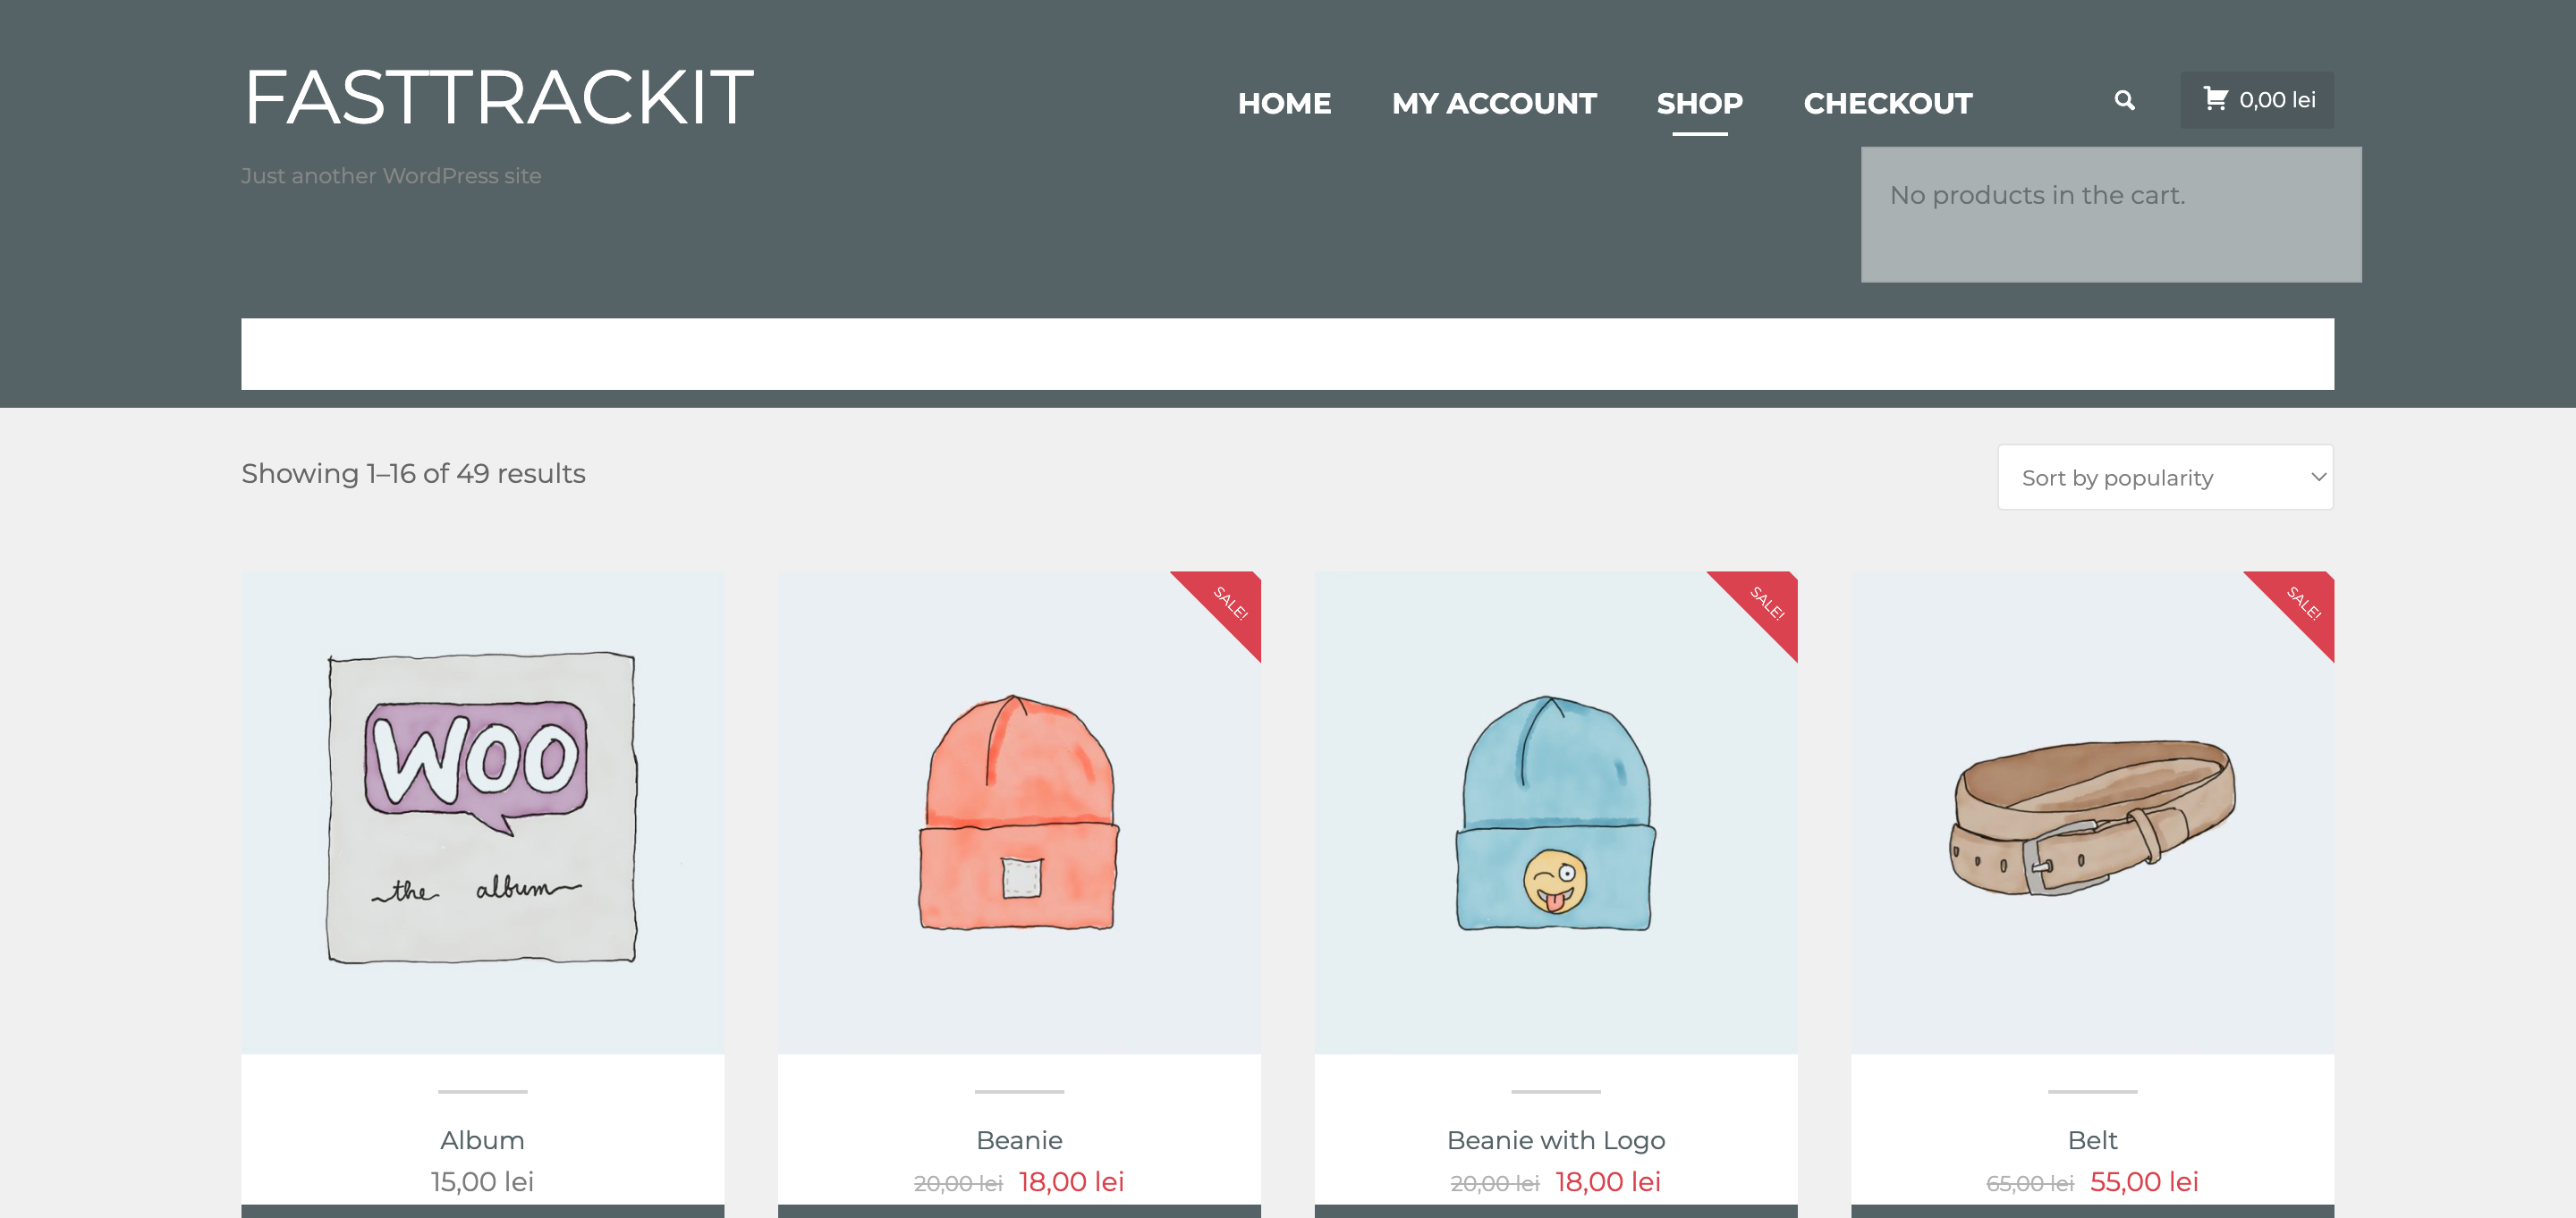 FASTTRACKIT
HOME MY ACCOUNT SHOP CHECKOUT 0,00 lei
Just another WordPress site
No products in the cart.
Showing 1–16 of 49 results
Sort by popularity
SALE! SALE! SALE!
WOO
the album
Album
15,00 lei
Beanie
20,00 lei 18,00 lei
Beanie with Logo
20,00 lei 18,00 lei
Belt
65,00 lei 55,00 lei